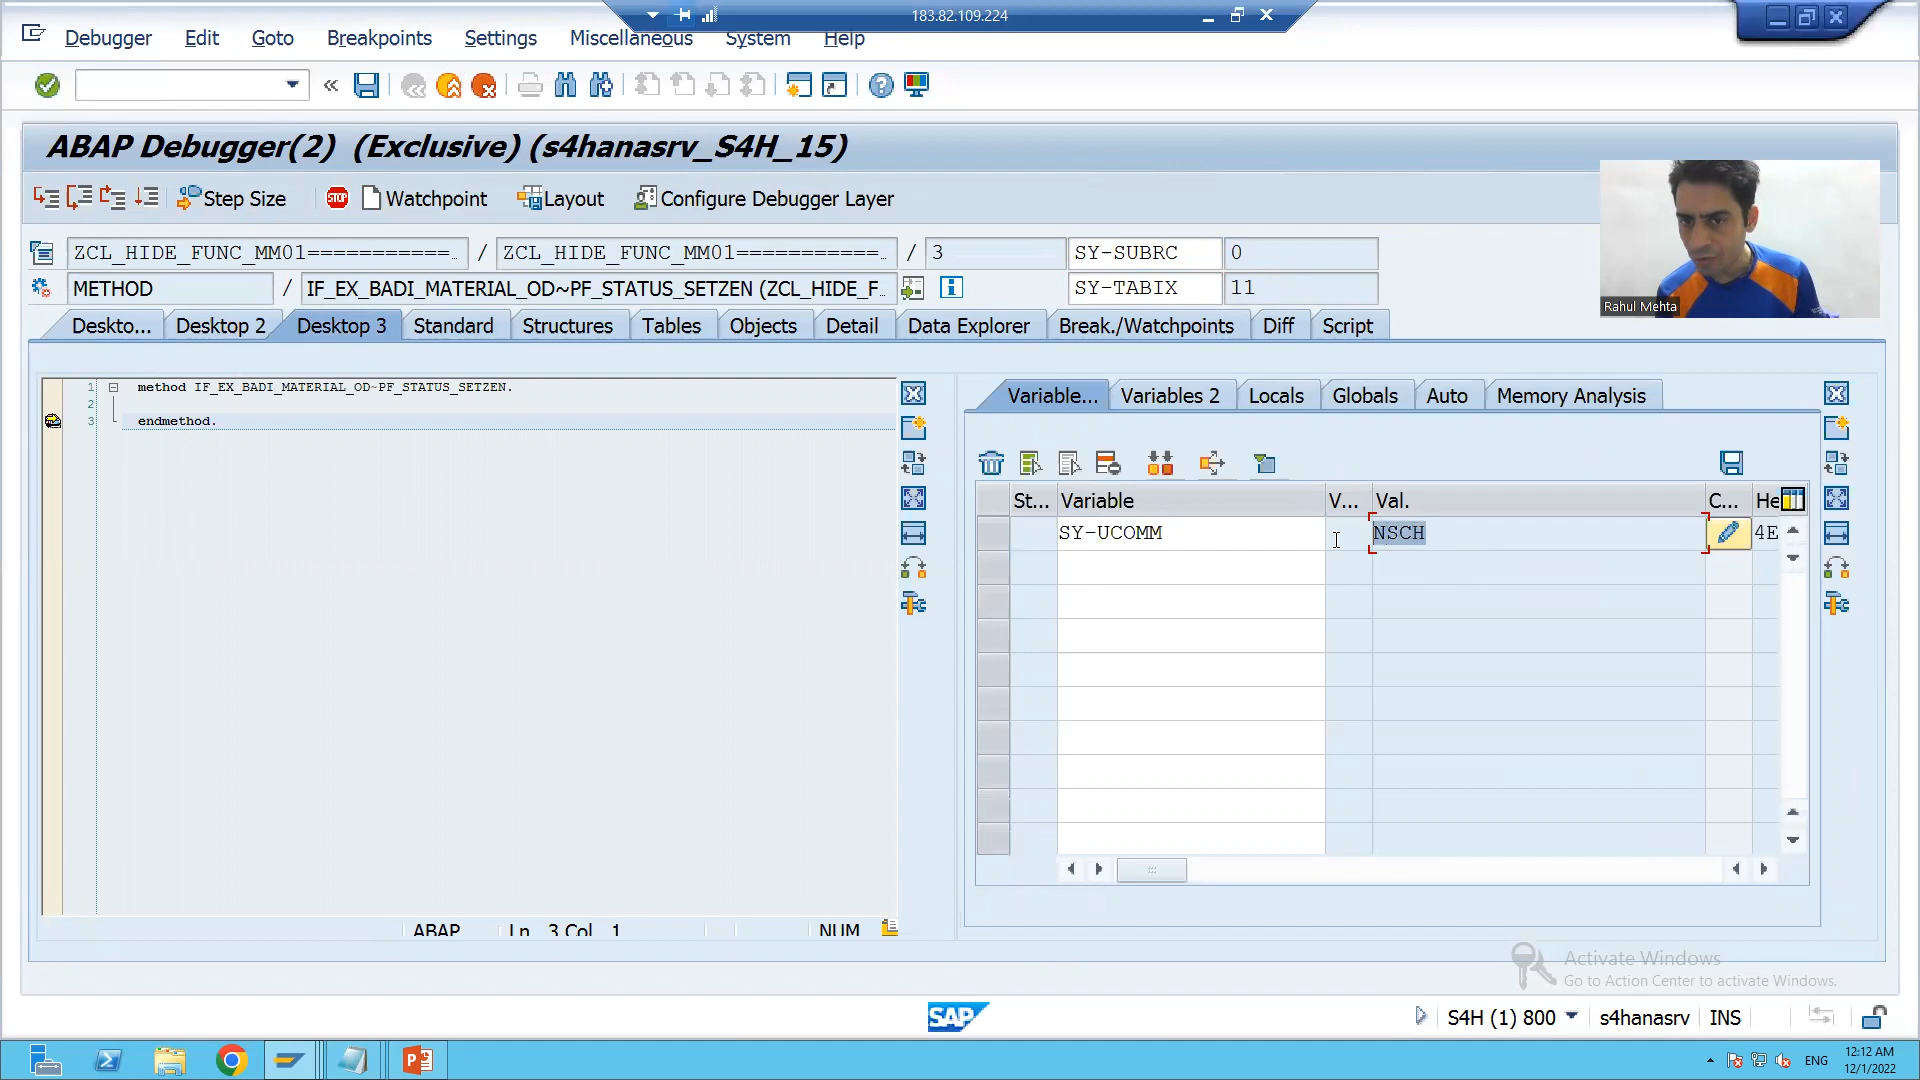 183.82.109.224
Debugger Edit Goto Breakpoints Settings Miscellaneous System Help
ABAP Debugger(2) (Exclusive) (s4hanasrv_S4H_15)
Step Size STOP Watchpoint Layout Configure Debugger Layer
ZCL_HIDE_FUNC_MM01===========… / ZCL_HIDE_FUNC_MM01===========… / 3 SY-SUBRC 0
METHOD / IF_EX_BADI_MATERIAL_OD~PF_STATUS_SETZEN (ZCL_HIDE_F… SY-TABIX 11
Rahul Mehta
Deskto... Desktop 2 Desktop 3 Standard Structures Tables Objects Detail Data Explorer Break./Watchpoints Diff Script
1 method IF_EX_BADI_MATERIAL_OD~PF_STATUS_SETZEN.
2
3 endmethod.
Variable... Variables 2 Locals Globals Auto Memory Analysis
St... Variable V... Val. C... He
SY-UCOMM NSCH 4E
ABAP Ln 3 Col 1 NUM
Activate Windows
Go to Action Center to activate Windows.
SAP S4H (1) 800 s4hanasrv INS
ENG 12:12 AM
12/1/2022